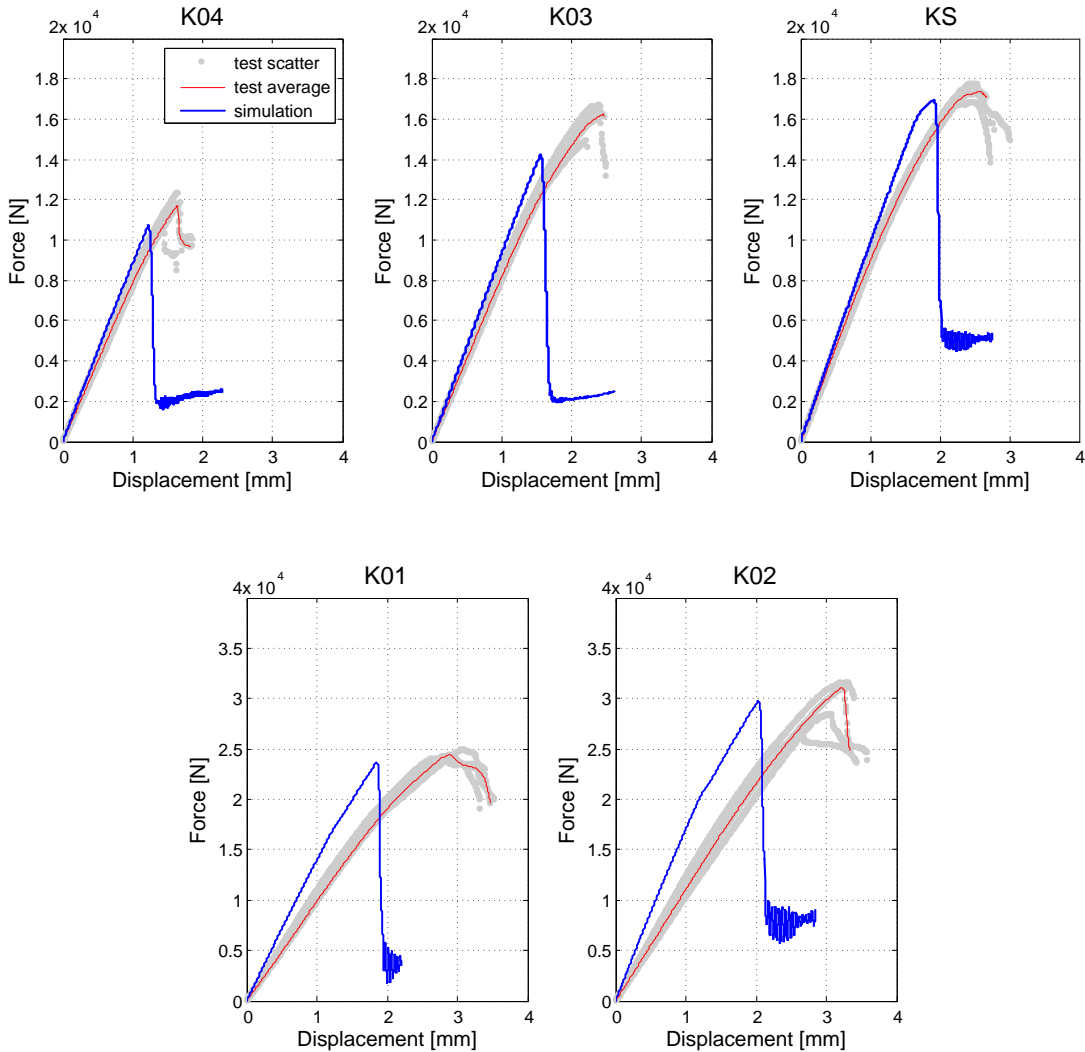 K04
K03
KS
2x 10 4
2x 10 4
2x 10 4
test scatter
test average
simulation
1.8
1.6
1.4
1.2
1
0.8
0.6
0.4
0.2
0
Force [N]
0 1 2 3 4
Displacement [mm]
1.8
1.6
1.4
1.2
1
0.8
0.6
0.4
0.2
0
Force [N]
0 1 2 3 4
Displacement [mm]
1.8
1.6
1.4
1.2
1
0.8
0.6
0.4
0.2
0
Force [N]
0 1 2 3 4
Displacement [mm]
K01
K02
4x 10 4
4x 10 4
3.5
3
2.5
2
1.5
1
0.5
0
Force [N]
0 1 2 3 4
Displacement [mm]
3.5
3
2.5
2
1.5
1
0.5
0
Force [N]
0 1 2 3 4
Displacement [mm]